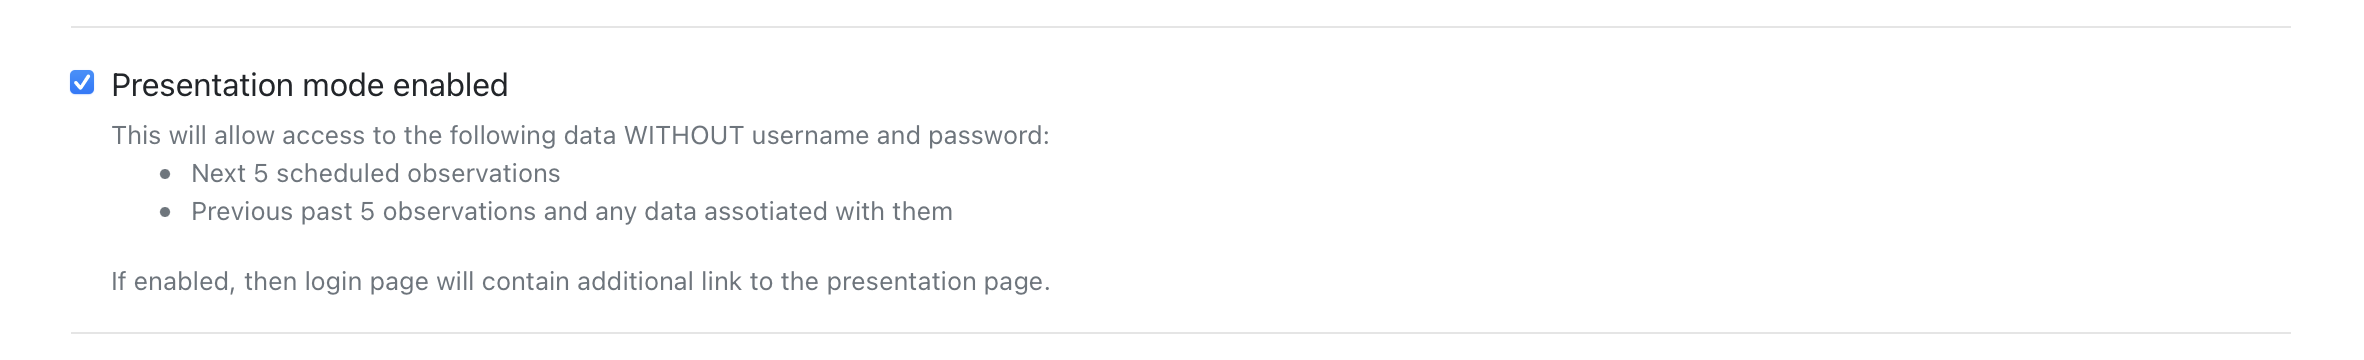 Presentation mode enabled
This will allow access to the following data WITHOUT username and password:
• Next 5 scheduled observations
• Previous past 5 observations and any data assotiated with them
If enabled, then login page will contain additional link to the presentation page.